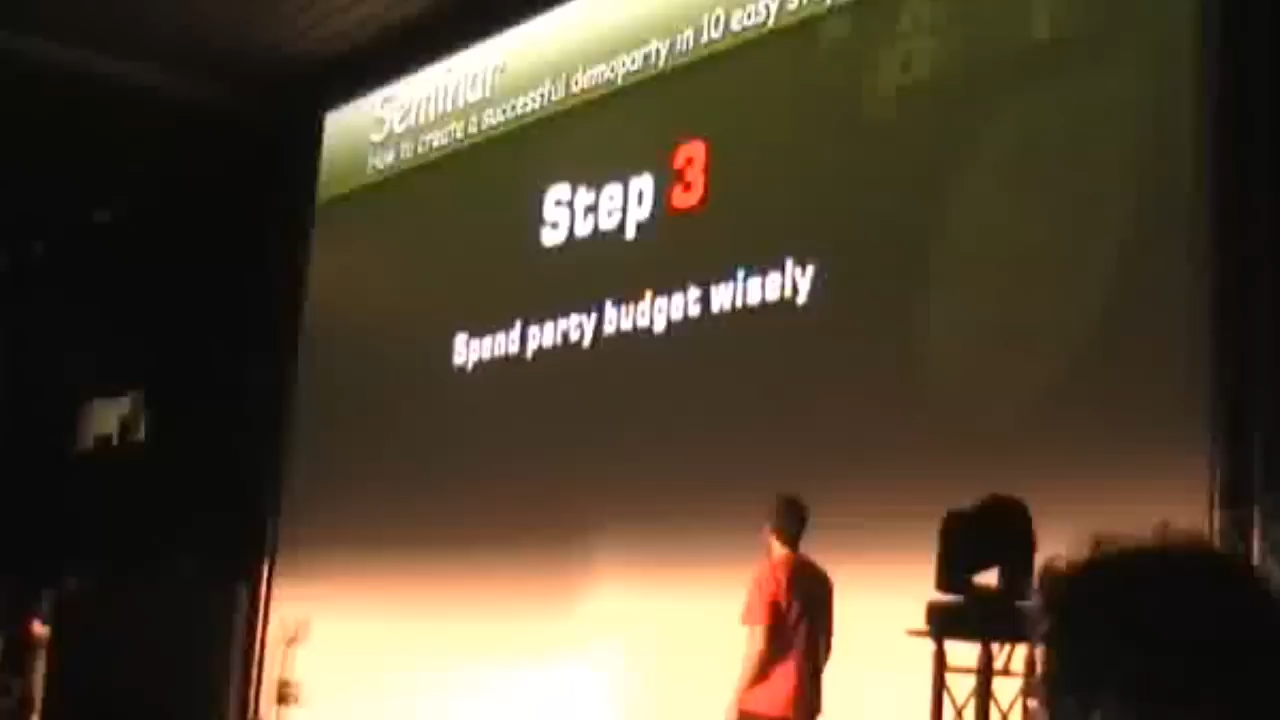 Seminar
How to create a successful demoparty in 10 easy
Step 3
Spend party budget wisely